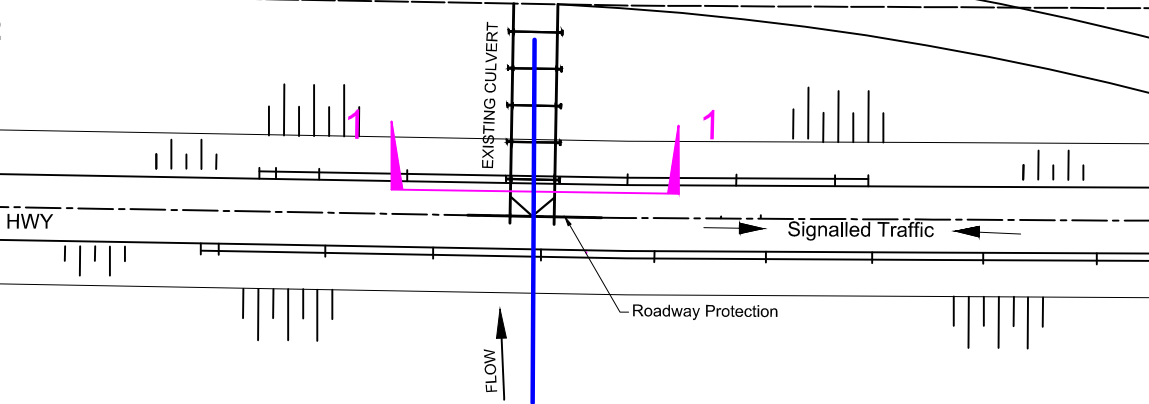 EXISTING CULVERT
1
1
HWY
Signalled Traffic
Roadway Protection
FLOW